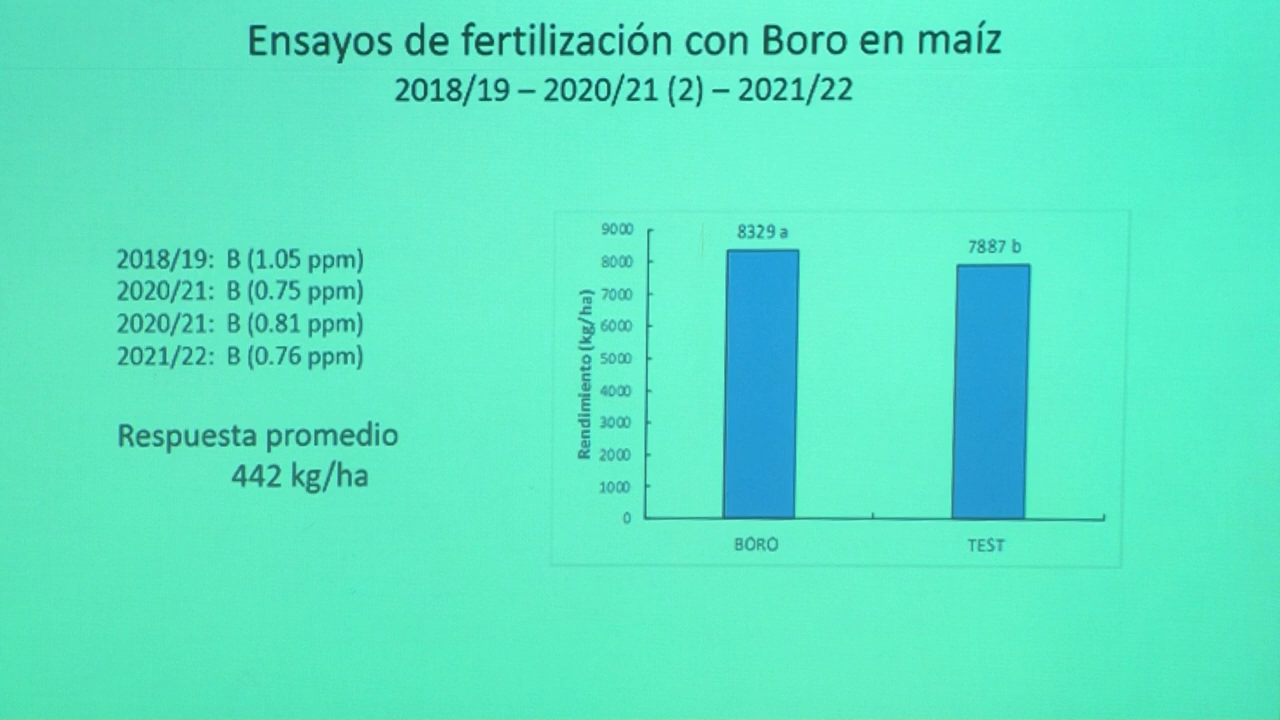 Ensayos de fertilización con Boro en maíz
2018/19 – 2020/21 (2) – 2021/22
2018/19: B (1.05 ppm)
2020/21: B (0.75 ppm)
2020/21: B (0.81 ppm)
2021/22: B (0.76 ppm)
Respuesta promedio
442 kg/ha
Rendimiento (kg/ha)
9000
8000
7000
6000
5000
4000
3000
2000
1000
0
8329 a
7887 b
BORO
TEST